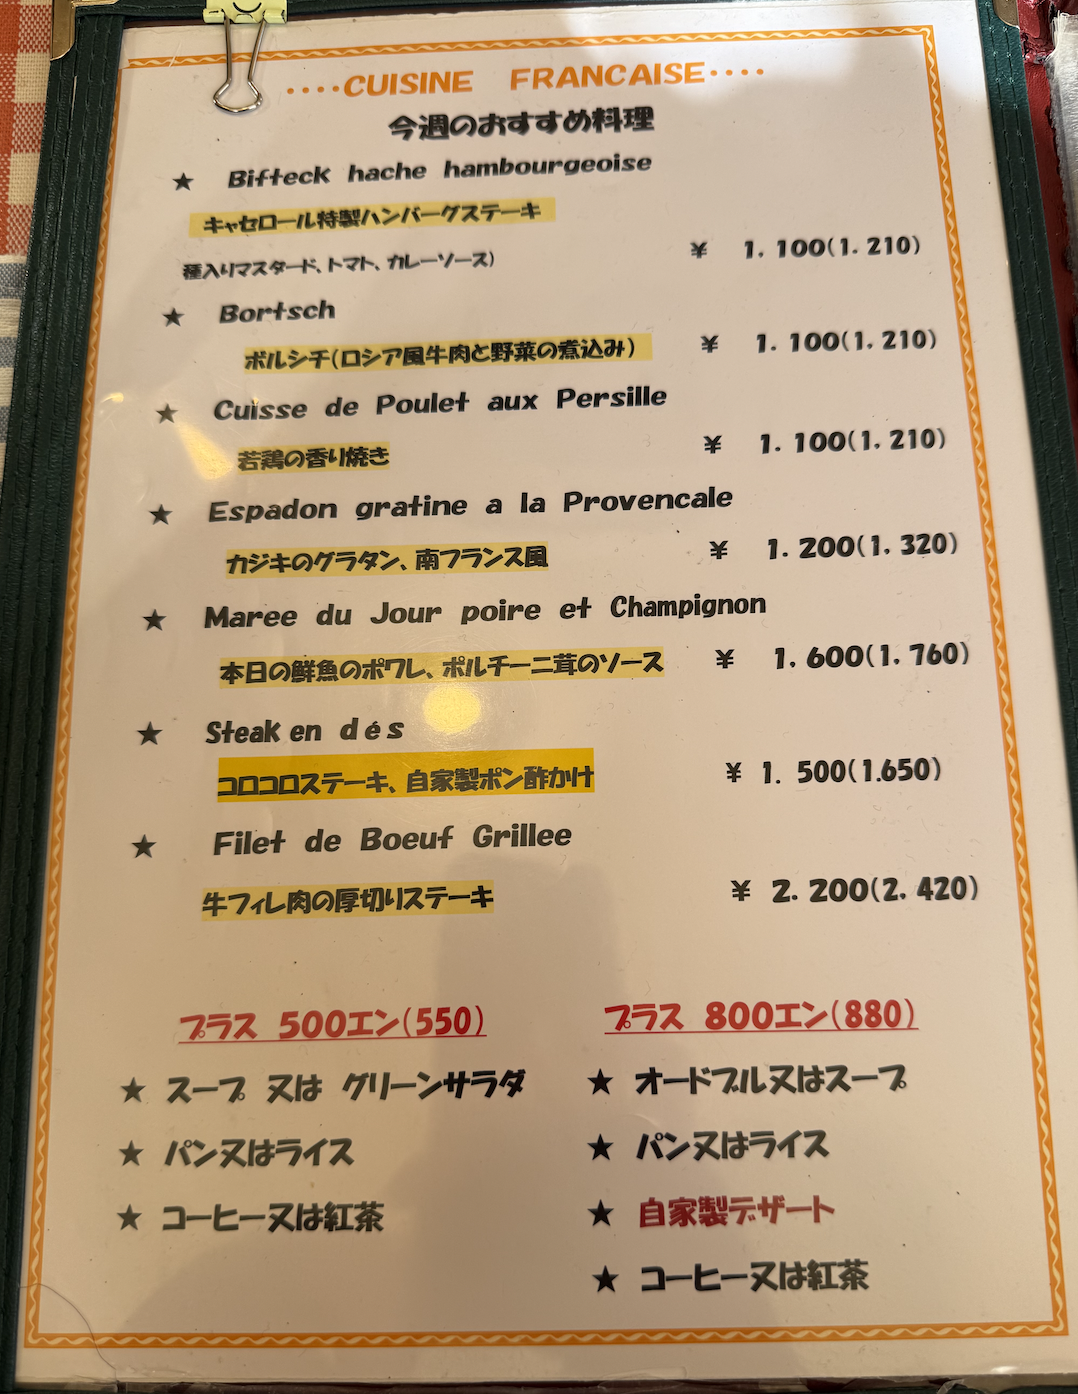 ····CUISINE FRANCAISE····
今週のおすすめ料理
★ Bifteck hache hambourgeoise
キャセロール特製ハンバーグステーキ
種入りマスタード、トマト、カレーソース) ¥ 1．100(1．210)
★ Bortsch
ボルシチ(ロシア風牛肉と野菜の煮込み) ¥ 1．100(1，210)
★ Cuisse de Poulet aux Persille
若鶏の香り焼き ¥ 1．100(1，210)
★ Espadon gratine a la Provencale
カジキのグラタン、南フランス風 ¥ 1．200(1，320)
★ Maree du Jour poire et Champignon
本日の鮮魚のポワレ、ポルチーニ茸のソース ¥ 1，600(1，760)
★ Steak en dés
コロコロステーキ、自家製ポン酢かけ ¥ 1．500(1.650)
★ Filet de Boeuf Grillee
牛フィレ肉の厚切りステーキ ¥ 2．200(2，420)
プラス 500エン(550)
★ スープ 又は グリーンサラダ
★ パン又はライス
★ コーヒー又は紅茶
プラス 800エン(880)
★ オードブル又はスープ
★ パン又はライス
★ 自家製デザート
★ コーヒー又は紅茶